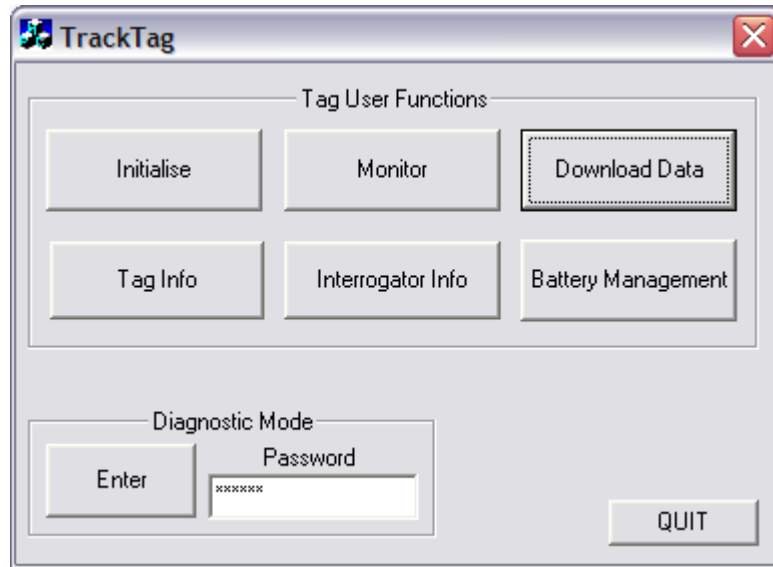 TrackTag
Tag User Functions
Initialise
Monitor
Download Data
Tag Info
Interrogator Info
Battery Management
Diagnostic Mode
Enter
Password
xxxxxx
QUIT